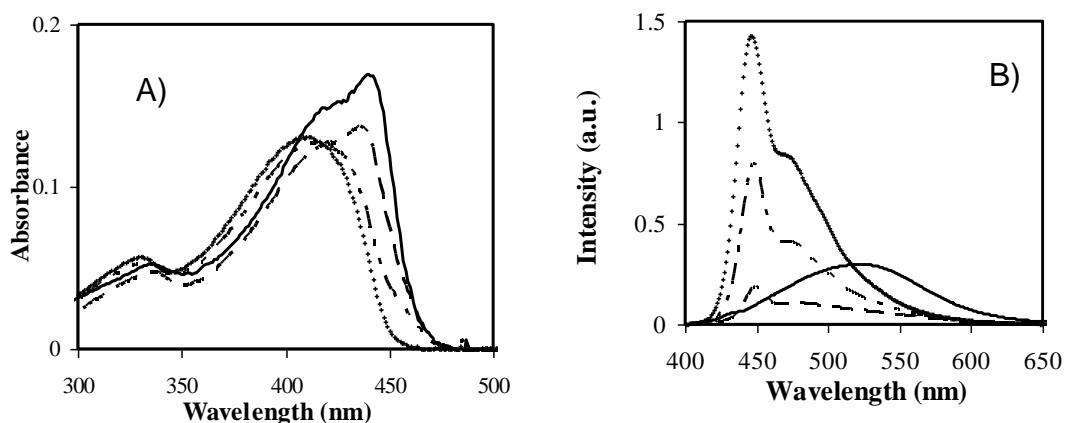 0.2
A)
0.1
0
Absorbance
300 350 400 450 500
Wavelength (nm)
1.5
B)
1
0.5
0
Intensity (a.u.)
400 450 500 550 600 650
Wavelength (nm)